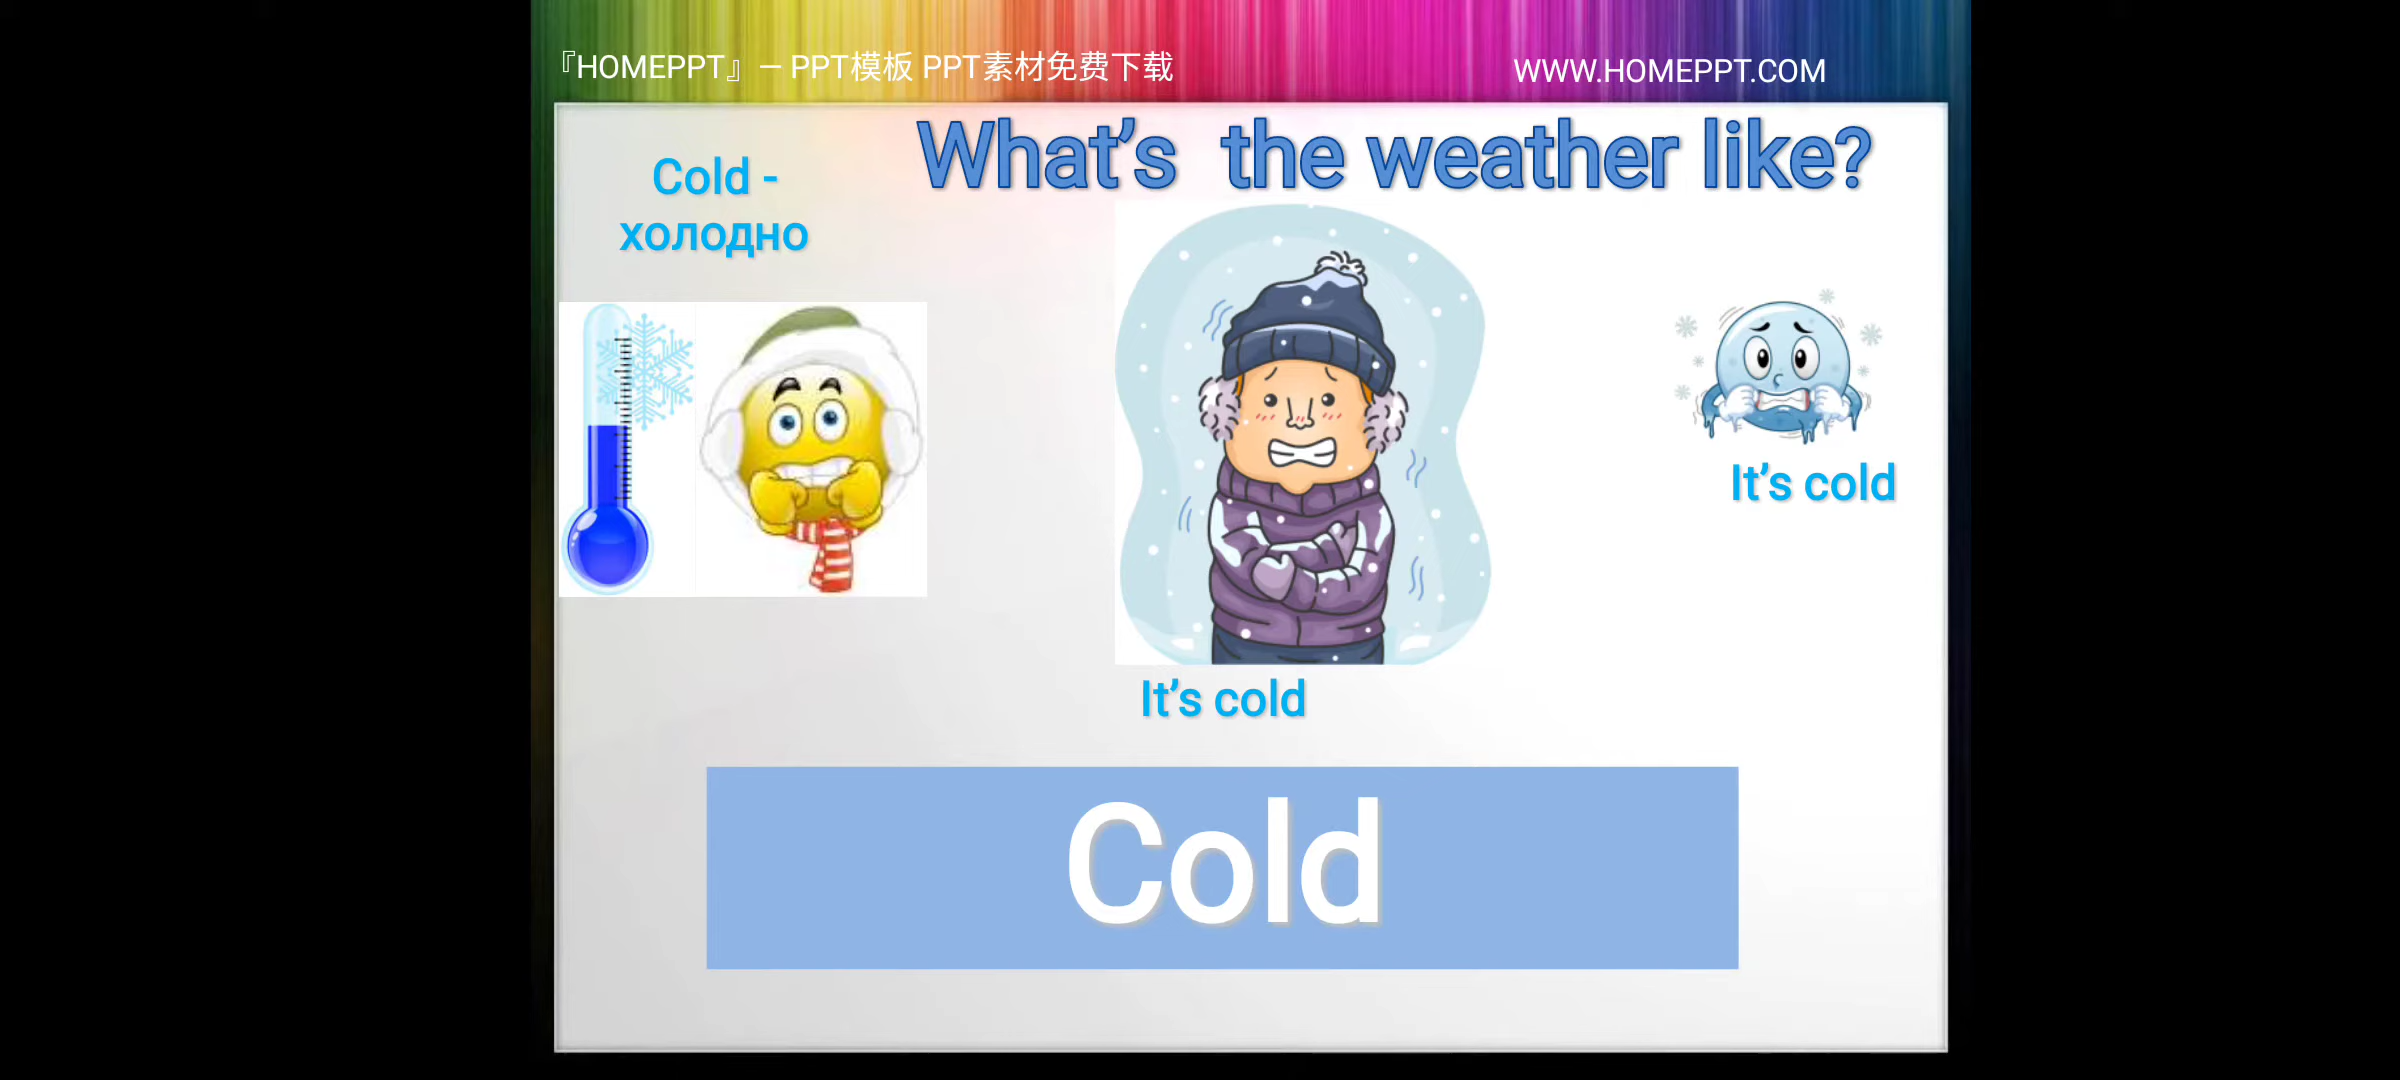 『HOMEPPT』 – PPT模板 PPT素材免费下载
WWW.HOMEPPT.COM
What’s  the weather like?
Cold -
холодно
It’s cold
It’s cold
Cold